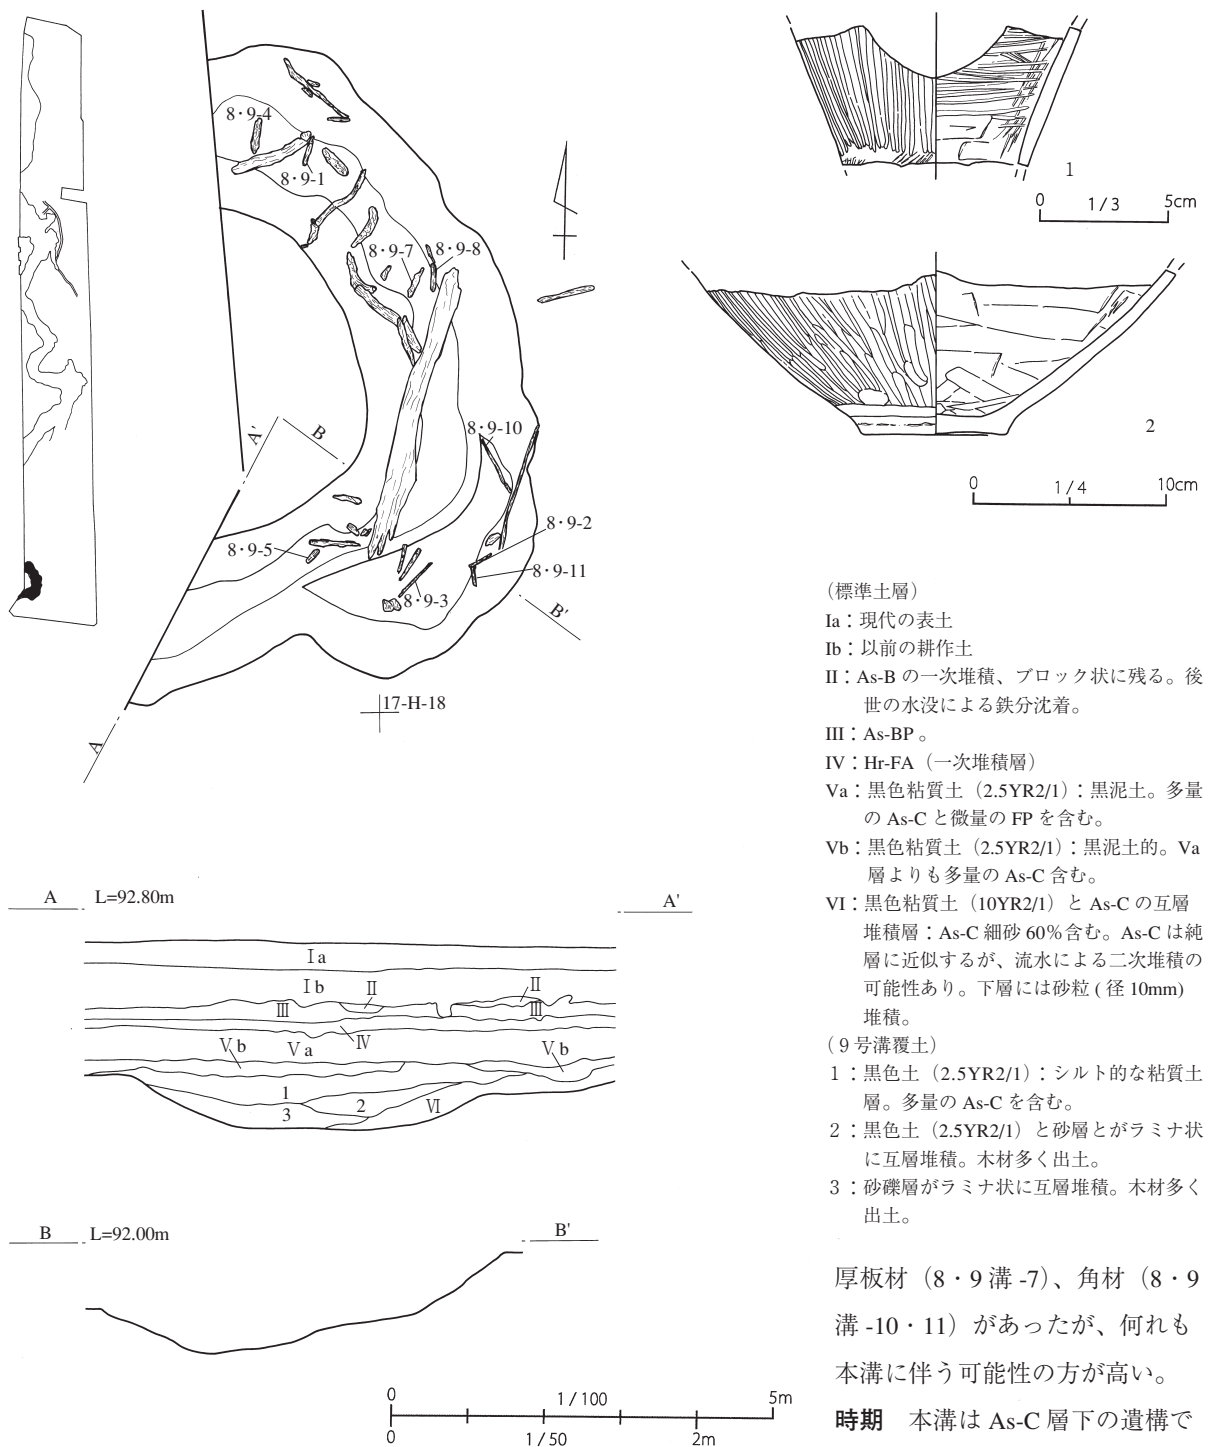 8・9-4
8・9-1
8・9-7
8・9-8
8・9-10
8・9-2
8・9-5
8・9-11
8・9-3
A'
B
B'
A
17-H-18
1
0 1/3 5cm
2
0 1/4 10cm
A L=92.80m A'
Ⅰa
Ⅰb
Ⅱ
Ⅱ
Ⅲ
Ⅲ
Ⅳ
Ⅴb
Ⅴa
Ⅴb
1
2
3
Ⅵ
B L=92.00m B'
0 1/100 5m
0 1/50 2m
（標準土層）
Ia：現代の表土
Ib：以前の耕作土
II：As-B の一次堆積、ブロック状に残る。後
世の水没による鉄分沈着。
III：As-BP 。
IV：Hr-FA（一次堆積層）
Va：黒色粘質土（2.5YR2/1）：黒泥土。多量
の As-C と微量の FP を含む。
Vb：黒色粘質土（2.5YR2/1）：黒泥土的。Va
層よりも多量の As-C 含む。
VI：黒色粘質土（10YR2/1）と As-C の互層
堆積層：As-C 細砂 60％含む。As-C は純
層に近似するが、流水による二次堆積の
可能性あり。下層には砂粒 ( 径 10mm)
堆積。
（９号溝覆土）
１：黒色土（2.5YR2/1）：シルト的な粘質土
層。多量の As-C を含む。
２：黒色土（2.5YR2/1）と砂層とがラミナ状
に互層堆積。木材多く出土。
３：砂礫層がラミナ状に互層堆積。木材多く
出土。
厚板材（8・9 溝 -7）、角材（8・9
溝 -10・11）があったが、何れも
本溝に伴う可能性の方が高い。
時期　本溝は As-C 層下の遺構で